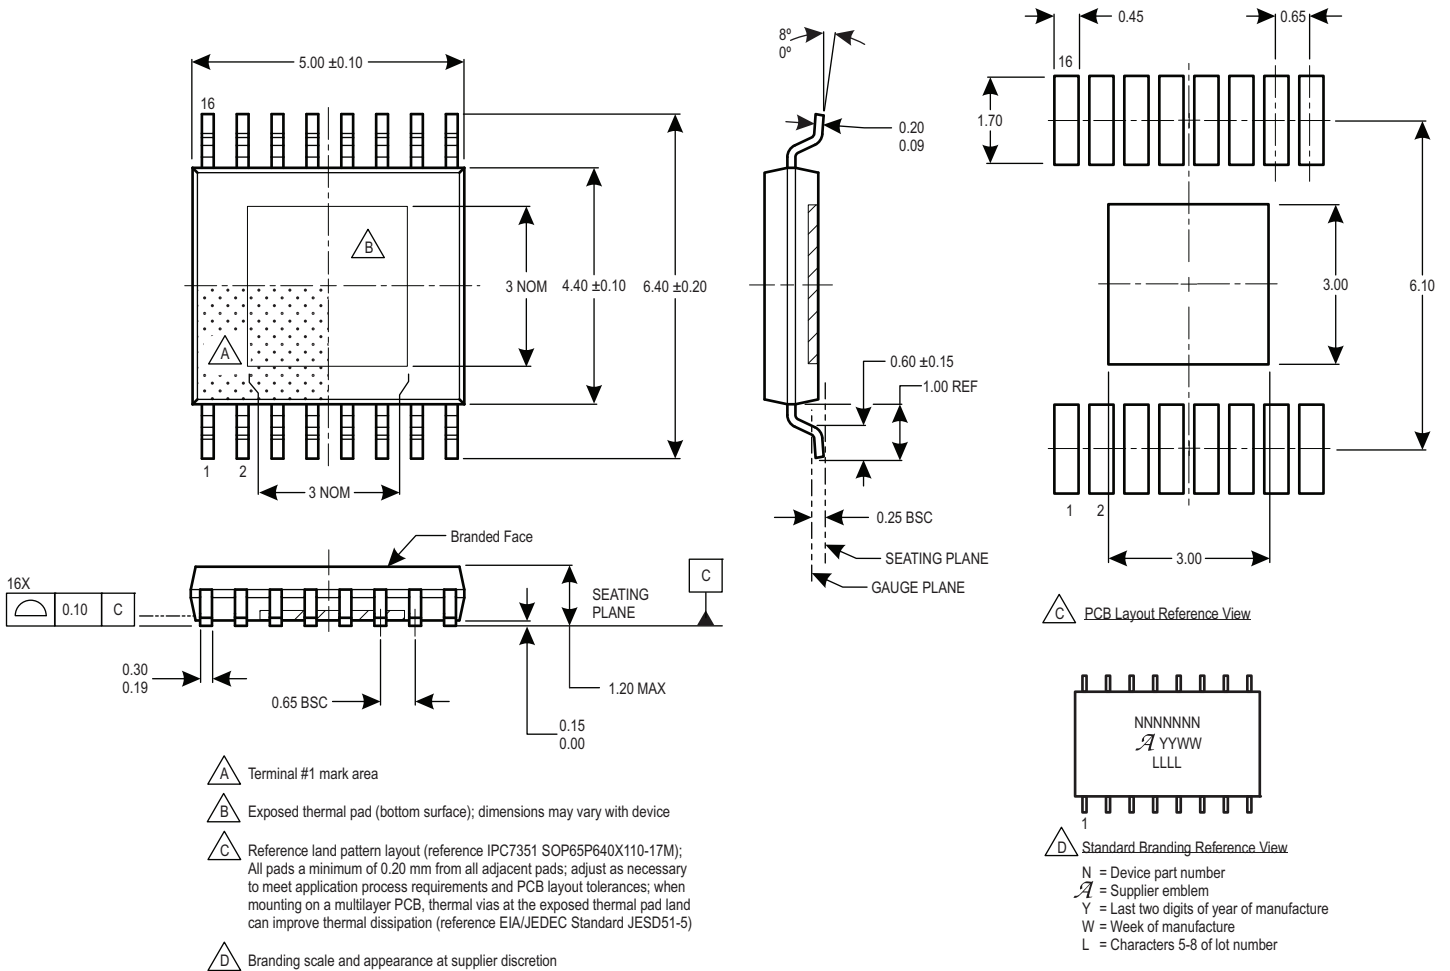 5.00 ±0.10
16
B
A
3 NOM
4.40 ±0.10
6.40 ±0.20
1
2
3 NOM
8º
0º
0.20
0.09
0.60 ±0.15
1.00 REF
0.25 BSC
SEATING PLANE
GAUGE PLANE
0.45
0.65
16
1.70
3.00
6.10
1
2
3.00
C PCB Layout Reference View
Branded Face
16X
0.10 C
SEATING
PLANE
C
0.30
0.19
0.65 BSC
1.20 MAX
0.15
0.00
A Terminal #1 mark area
B Exposed thermal pad (bottom surface); dimensions may vary with device
C Reference land pattern layout (reference IPC7351 SOP65P640X110-17M);
All pads a minimum of 0.20 mm from all adjacent pads; adjust as necessary
to meet application process requirements and PCB layout tolerances; when
mounting on a multilayer PCB, thermal vias at the exposed thermal pad land
can improve thermal dissipation (reference EIA/JEDEC Standard JESD51-5)
D Branding scale and appearance at supplier discretion
NNNNNNN
A YYWW
LLLL
1
D Standard Branding Reference View
N = Device part number
A = Supplier emblem
Y = Last two digits of year of manufacture
W = Week of manufacture
L = Characters 5-8 of lot number